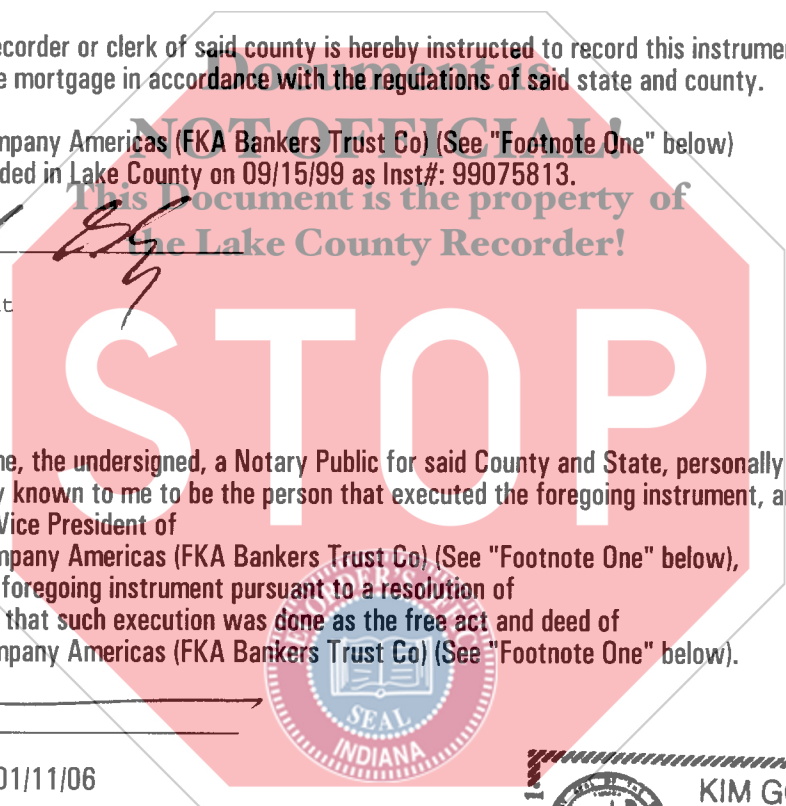 ecorder or clerk of said county is hereby instructed to record this instrume
e mortgage in accordance with the regulations of said state and county.
Document is
NOT OFFICIAL!
mpany Americas (FKA Bankers Trust Co) (See "Footnote One" below)
ded in Lake County on 09/15/99 as Inst#: 99075813.
This Document is the property of
the Lake County Recorder!
t
STOP
ne, the undersigned, a Notary Public for said County and State, personally
y known to me to be the person that executed the foregoing instrument, a
Vice President of
mpany Americas (FKA Bankers Trust Co) (See "Footnote One" below),
foregoing instrument pursuant to a resolution of
that such execution was done as the free act and deed of
mpany Americas (FKA Bankers Trust Co) (See "Footnote One" below).
RECORDER'S OFFICE
SEAL
INDIANA
01/11/06
KIM G